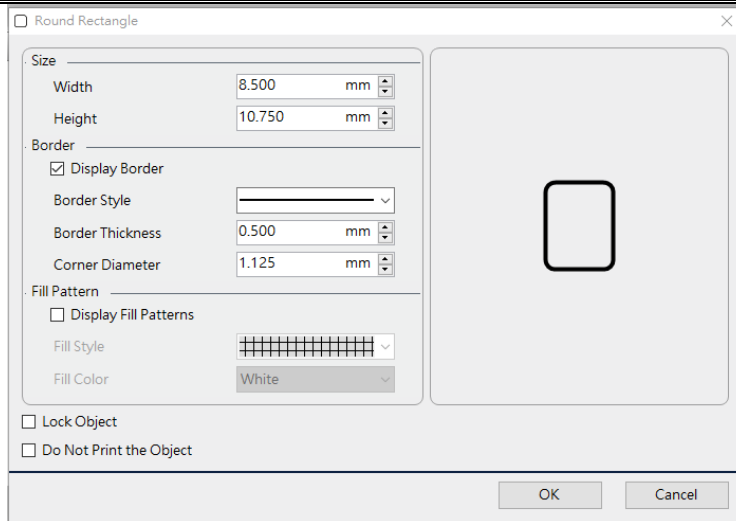 Round Rectangle
Size
Width 8.500 mm
Height 10.750 mm
Border
Display Border
Border Style
Border Thickness 0.500 mm
Corner Diameter 1.125 mm
Fill Pattern
Display Fill Patterns
Fill Style
Fill Color White
Lock Object
Do Not Print the Object
OK Cancel